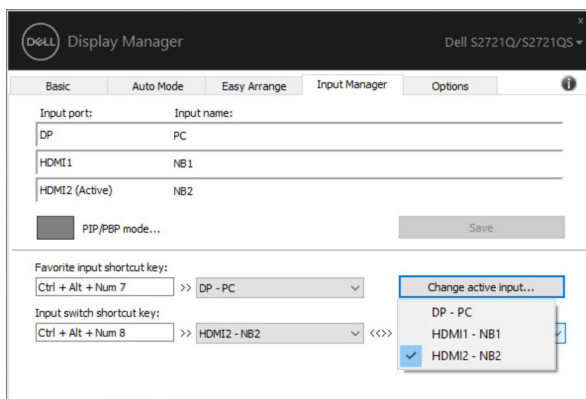 DELL Display Manager
Dell S2721Q/S2721QS
x
Basic Auto Mode Easy Arrange Input Manager Options
Input port: Input name:
DP PC
HDMI1 NB1
HDMI2 (Active) NB2
PIP/PBP mode... Save
Favorite input shortcut key:
Ctrl + Alt + Num 7 >> DP - PC Change active input...
Input switch shortcut key:
Ctrl + Alt + Num 8 >> HDMI2 - NB2 <<>>
DP - PC
HDMI1 - NB1
HDMI2 - NB2